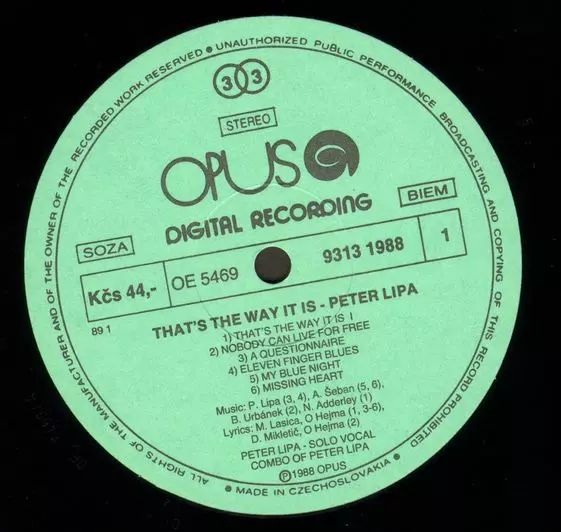 ALL RIGHTS OF THE MANUFACTURER AND OF THE OWNER OF THE RECORDED WORK RESERVED ● UNAUTHORIZED PUBLIC PERFORMANCE BROADCASTING AND COPYING OF THIS RECORD PROHIBITED
33
STEREO
OPUS
DIGITAL RECORDING
SOZA
BIEM
Kčs 44,-
OE 5469
9313 1988
1
89 1
THAT'S THE WAY IT IS - PETER LIPA
1) THAT'S THE WAY IT IS I
2) NOBODY CAN LIVE FOR FREE
3) A QUESTIONNAIRE
4) ELEVEN FINGER BLUES
5) MY BLUE NIGHT
6) MISSING HEART
Music: P. Lipa (3, 4), A. Šeban (5, 6),
B. Urbánek (2), N. Adderley (1)
Lyrics: M. Lasica, O Hejma (1, 3-6),
D. Mikletič, O Hejma (2)
PETER LIPA - SOLO VOCAL
COMBO OF PETER LIPA
Ⓟ1988 OPUS
● MADE IN CZECHOSLOVAKIA ●